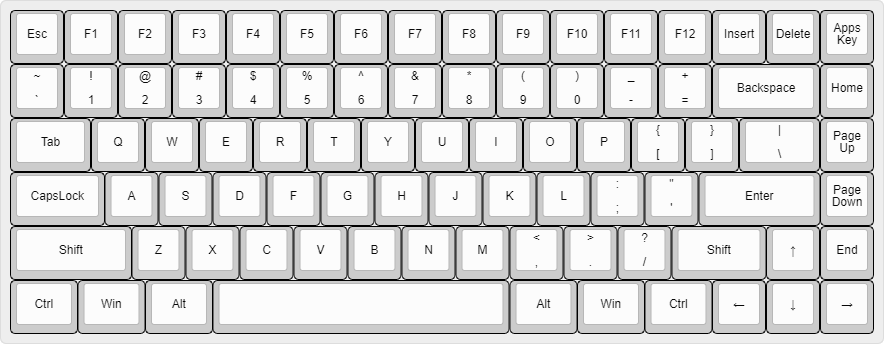 Esc F1 F2 F3 F4 F5 F6 F7 F8 F9 F10 F11 F12 Insert Delete Apps Key
~ ! @ # $ % ^ & * ( ) _ +
` 1 2 3 4 5 6 7 8 9 0 - = Backspace Home
Tab Q W E R T Y U I O P { } | Page Up
[ ] \
CapsLock A S D F G H J K L : " Enter Page Down
; '
Shift Z X C V B N M < > ? Shift ↑ End
, . /
Ctrl Win Alt Alt Win Ctrl ← ↓ →